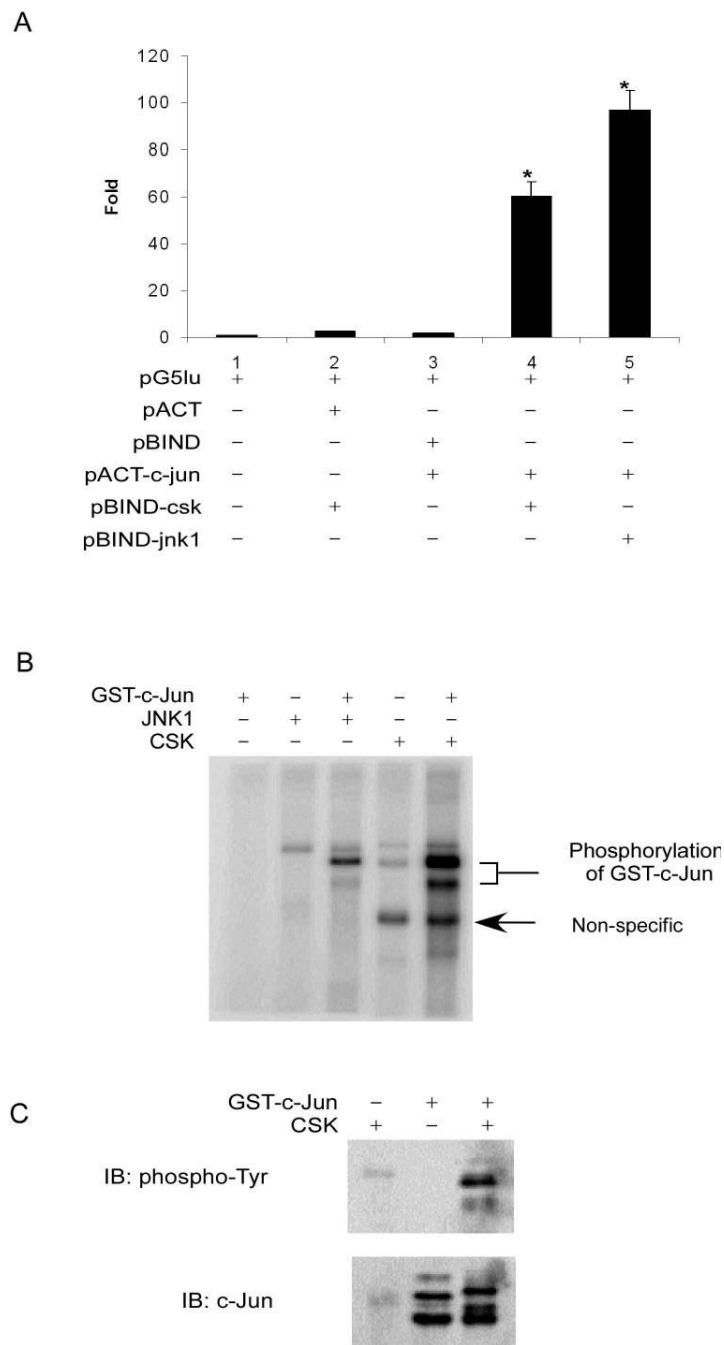 A
120
100
80
60
40
20
0
Fold
*
*
1 2 3 4 5
pG5lu + + + + +
pACT – + – – –
pBIND – – + – –
pACT-c-jun – – + + +
pBIND-csk – + – + –
pBIND-jnk1 – – – – +
B
GST-c-Jun + – + – +
JNK1 – + + – –
CSK – – – + +
Phosphorylation
of GST-c-Jun
Non-specific
C
GST-c-Jun – + +
CSK + – +
IB: phospho-Tyr
IB: c-Jun